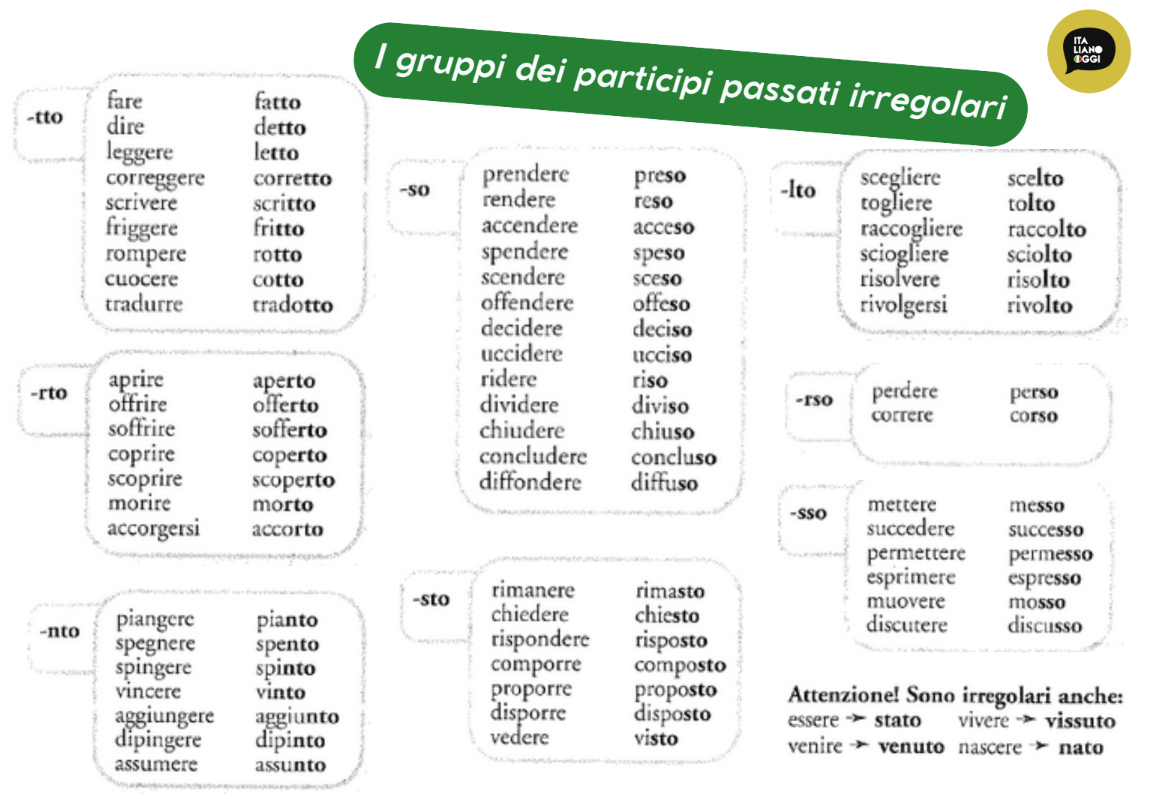 I gruppi dei participi passati irregolari
ITA
LIANO
OGGI
-tto
fare fatto
dire detto
leggere letto
correggere corretto
scrivere scritto
friggere fritto
rompere rotto
cuocere cotto
tradurre tradotto
-rto
aprire aperto
offrire offerto
soffrire sofferto
coprire coperto
scoprire scoperto
morire morto
accorgersi accorto
-nto
piangere pianto
spegnere spento
spingere spinto
vincere vinto
aggiungere aggiunto
dipingere dipinto
assumere assunto
-so
prendere preso
rendere reso
accendere acceso
spendere speso
scendere sceso
offendere offeso
decidere deciso
uccidere ucciso
ridere riso
dividere diviso
chiudere chiuso
concludere concluso
diffondere diffuso
-sto
rimanere rimasto
chiedere chiesto
rispondere risposto
comporre composto
proporre proposto
disporre disposto
vedere visto
-lto
scegliere scelto
togliere tolto
raccogliere raccolto
sciogliere sciolto
risolvere risolto
rivolgersi rivolto
-rso
perdere perso
correre corso
-sso
mettere messo
succedere successo
permettere permesso
esprimere espresso
muovere mosso
discutere discusso
Attenzione! Sono irregolari anche:
essere → stato vivere → vissuto
venire → venuto nascere → nato